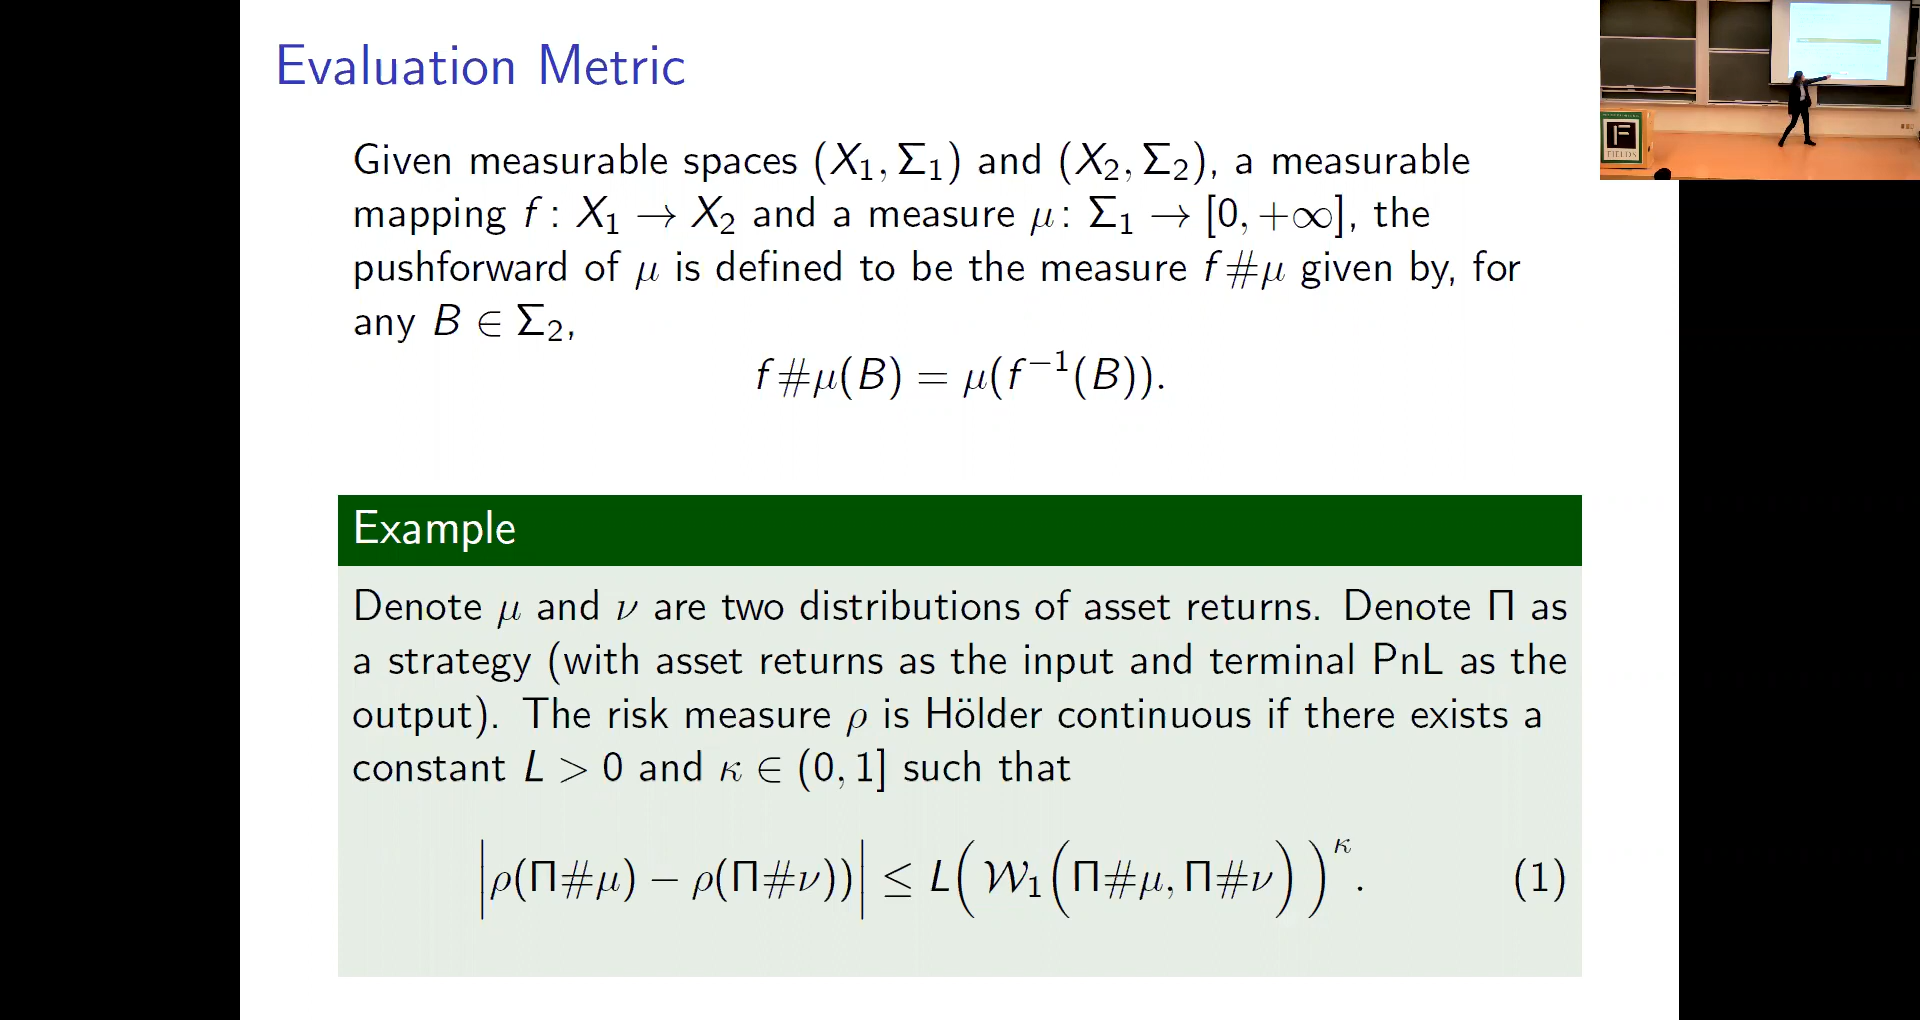 Evaluation Metric
Given measurable spaces (X₁, Σ₁) and (X₂, Σ₂), a measurable
mapping f : X₁ → X₂ and a measure μ : Σ₁ → [0, +∞], the
pushforward of μ is defined to be the measure f#μ given by, for
any B ∈ Σ₂,
f#μ(B) = μ(f⁻¹(B)).
Example
Denote μ and ν are two distributions of asset returns. Denote Π as
a strategy (with asset returns as the input and terminal PnL as the
output). The risk measure ρ is Hölder continuous if there exists a
constant L > 0 and κ ∈ (0, 1] such that
|ρ(Π#μ) − ρ(Π#ν))| ≤ L(𝒲₁(Π#μ, Π#ν))^κ. (1)
F
FIELDS